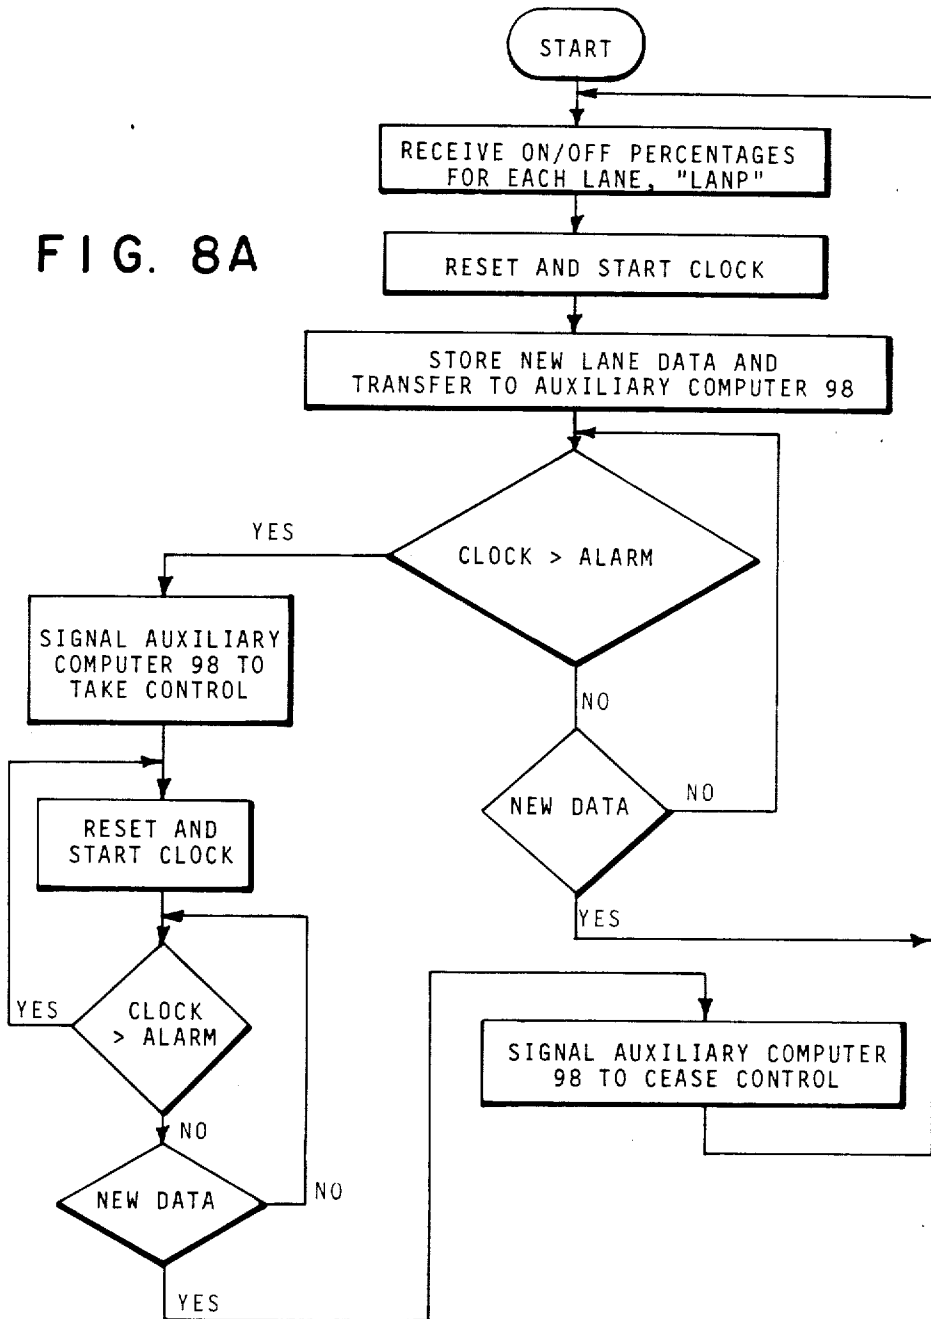 START
RECEIVE ON/OFF PERCENTAGES
FOR EACH LANE, "LANP"
FIG. 8A
RESET AND START CLOCK
STORE NEW LANE DATA AND
TRANSFER TO AUXILIARY COMPUTER 98
YES
CLOCK > ALARM
SIGNAL AUXILIARY
COMPUTER 98 TO
TAKE CONTROL
NO
NEW DATA
NO
RESET AND
START CLOCK
YES
YES
CLOCK
> ALARM
SIGNAL AUXILIARY COMPUTER
98 TO CEASE CONTROL
NO
NEW DATA
NO
YES